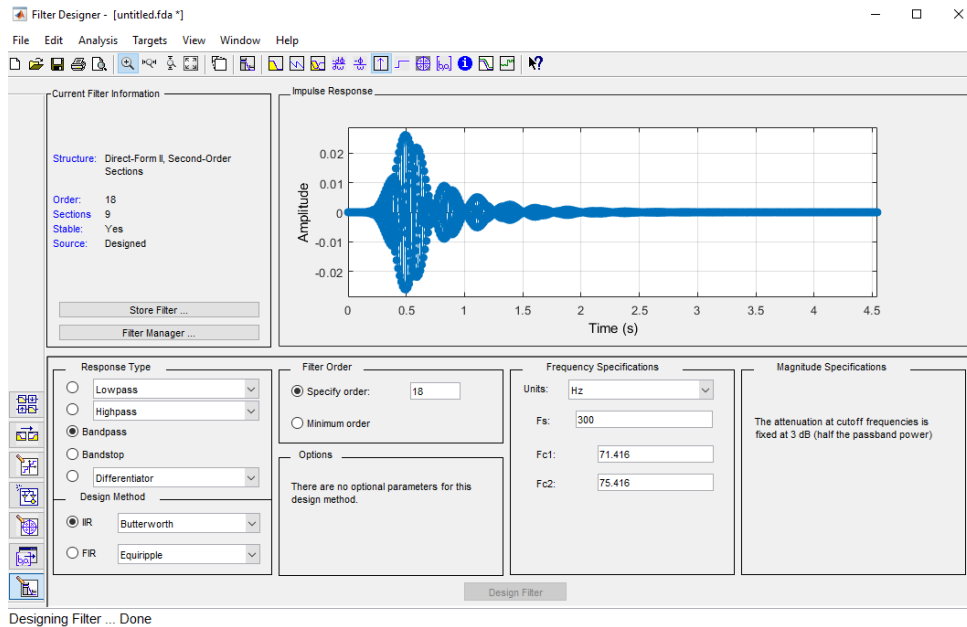 Filter Designer - [untitled.fda *]
File Edit Analysis Targets View Window Help
Current Filter Information
Structure: Direct-Form II, Second-Order
Sections
Order: 18
Sections 9
Stable: Yes
Source: Designed
Store Filter ...
Filter Manager ...
Impulse Response
Amplitude
0.02
0.01
0
-0.01
-0.02
0 0.5 1 1.5 2 2.5 3 3.5 4 4.5
Time (s)
Response Type
Lowpass
Highpass
Bandpass
Bandstop
Differentiator
Design Method
IIR Butterworth
FIR Equiripple
Filter Order
Specify order: 18
Minimum order
Options
There are no optional parameters for this
design method.
Frequency Specifications
Units: Hz
Fs: 300
Fc1: 71.416
Fc2: 75.416
Magnitude Specifications
The attenuation at cutoff frequencies is
fixed at 3 dB (half the passband power)
Design Filter
Designing Filter ... Done